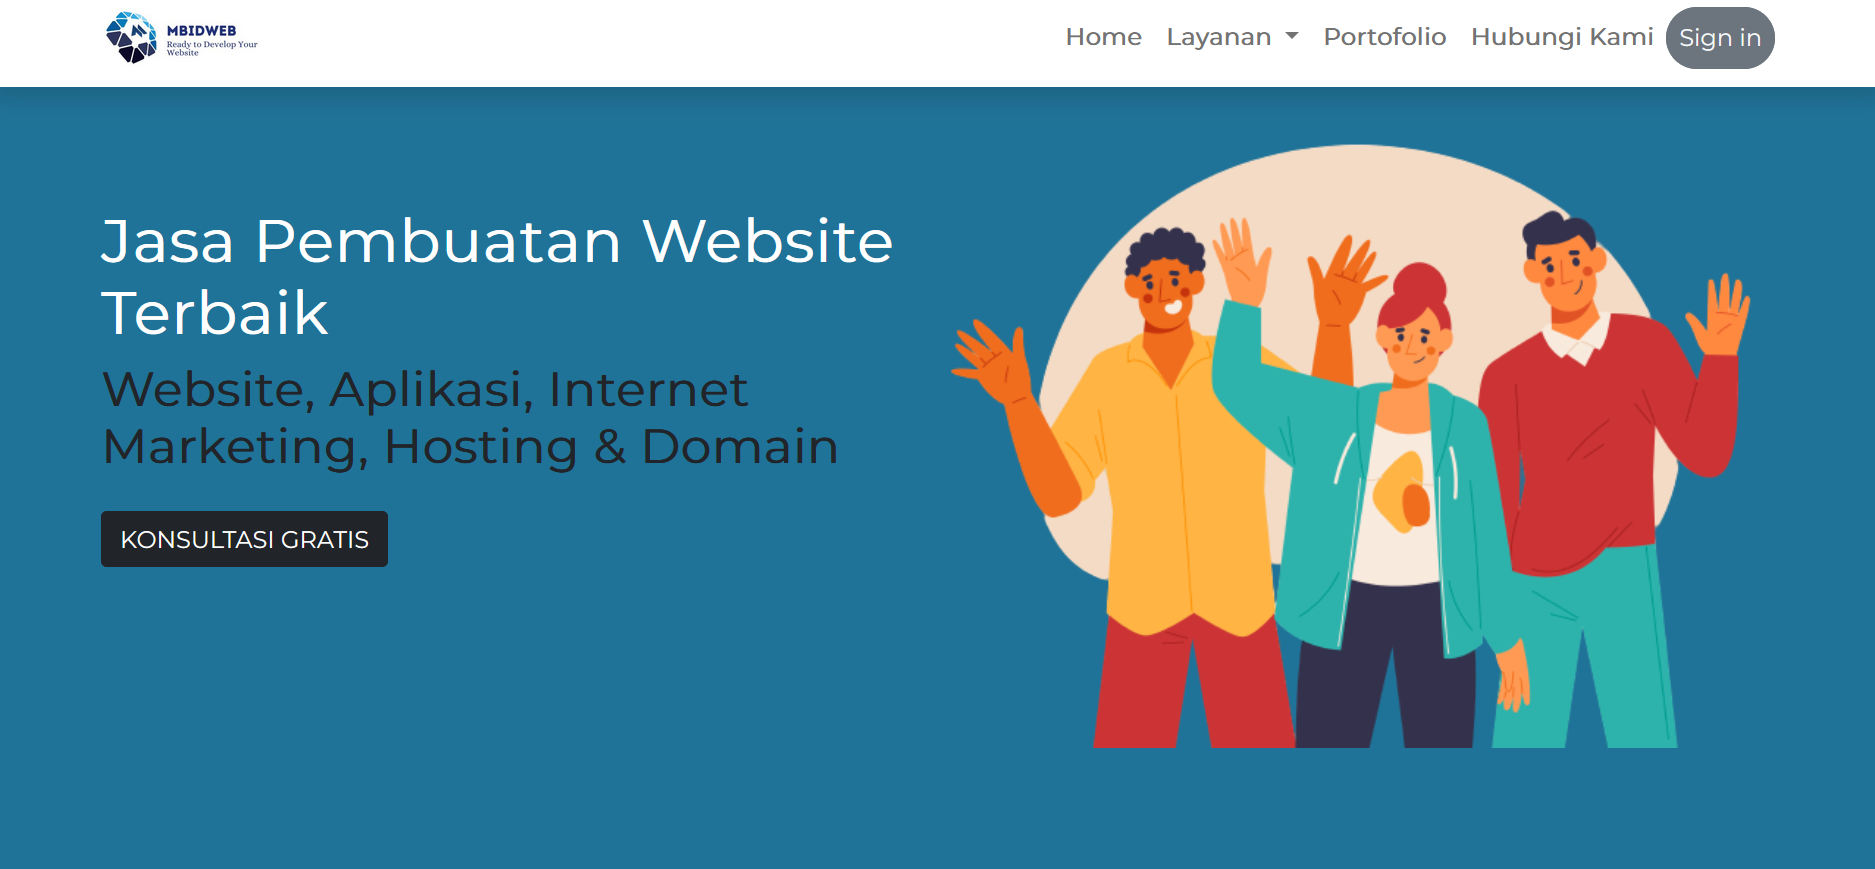 MBIDWEB
Ready to Develop Your
Website
Home Layanan Portofolio Hubungi Kami Sign in
Jasa Pembuatan Website
Terbaik
Website, Aplikasi, Internet
Marketing, Hosting & Domain
KONSULTASI GRATIS